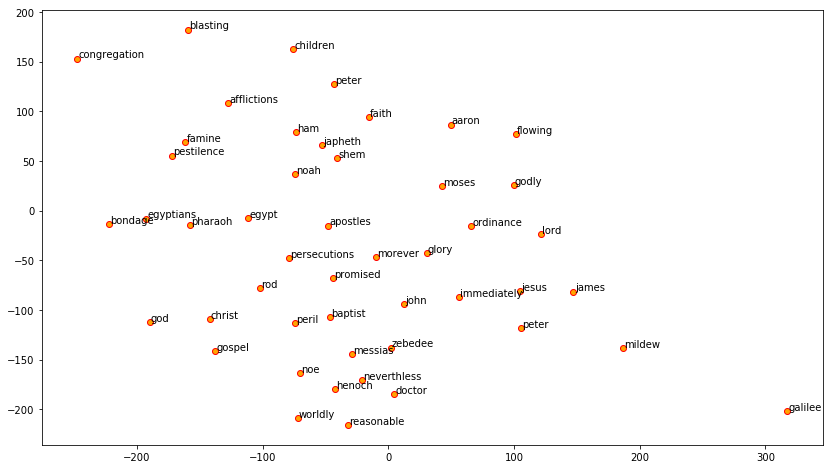 200
blasting
children
congregation
150
peter
afflictions
100
faith
aaron
ham
flowing
famine
japheth
50
pestilence
shem
noah
moses
godly
0
bondage
egyptians
pharaoh
egypt
apostles
ordinance
lord
glory
−50
persecutions
morever
promised
rod
jesus
james
immediately
−100
john
god
christ
peril
baptist
peter
gospel
messias
zebedee
mildew
−150
noe
neverthless
henoch
doctor
−200
worldly
reasonable
galilee
−200
−100
0
100
200
300